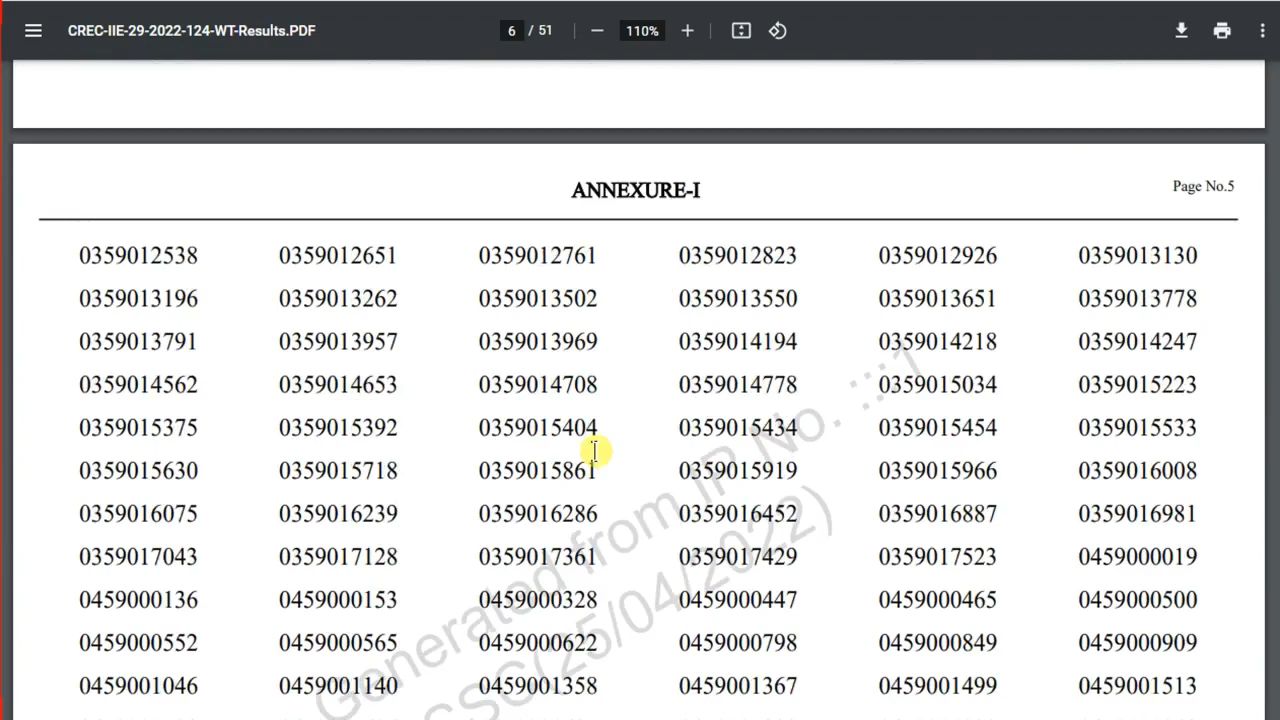 CREC-IIE-29-2022-124-WT-Results.PDF 6 / 51 110%
ANNEXURE-I Page No.5
0359012538 0359012651 0359012761 0359012823 0359012926 0359013130
0359013196 0359013262 0359013502 0359013550 0359013651 0359013778
0359013791 0359013957 0359013969 0359014194 0359014218 0359014247
0359014562 0359014653 0359014708 0359014778 0359015034 0359015223
0359015375 0359015392 0359015404 0359015434 0359015454 0359015533
0359015630 0359015718 0359015861 0359015919 0359015966 0359016008
0359016075 0359016239 0359016286 0359016452 0359016887 0359016981
0359017043 0359017128 0359017361 0359017429 0359017523 0459000019
0459000136 0459000153 0459000328 0459000447 0459000465 0459000500
0459000552 0459000565 0459000622 0459000798 0459000849 0459000909
0459001046 0459001140 0459001358 0459001367 0459001499 0459001513
Generated from IP No. :::1
SC(25/04/2022)